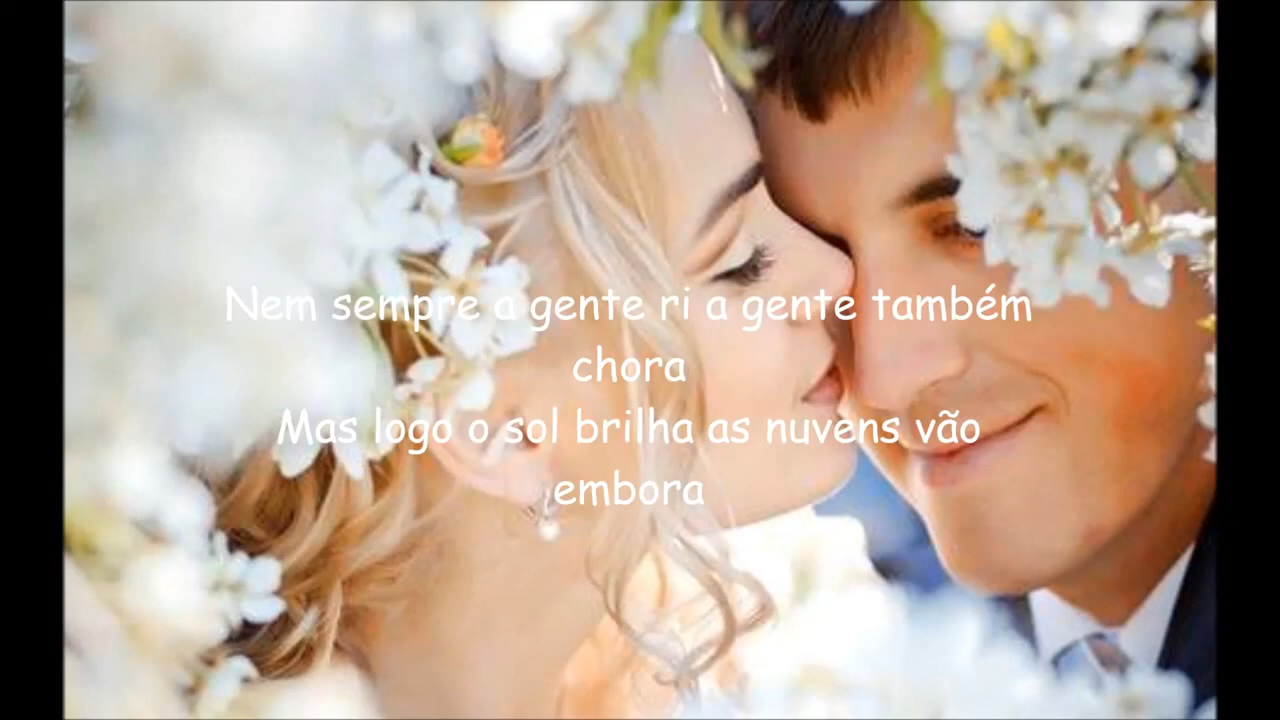 Nem sempre a gente ri a gente também
chora
Mas logo o sol brilha as nuvens vão
embora